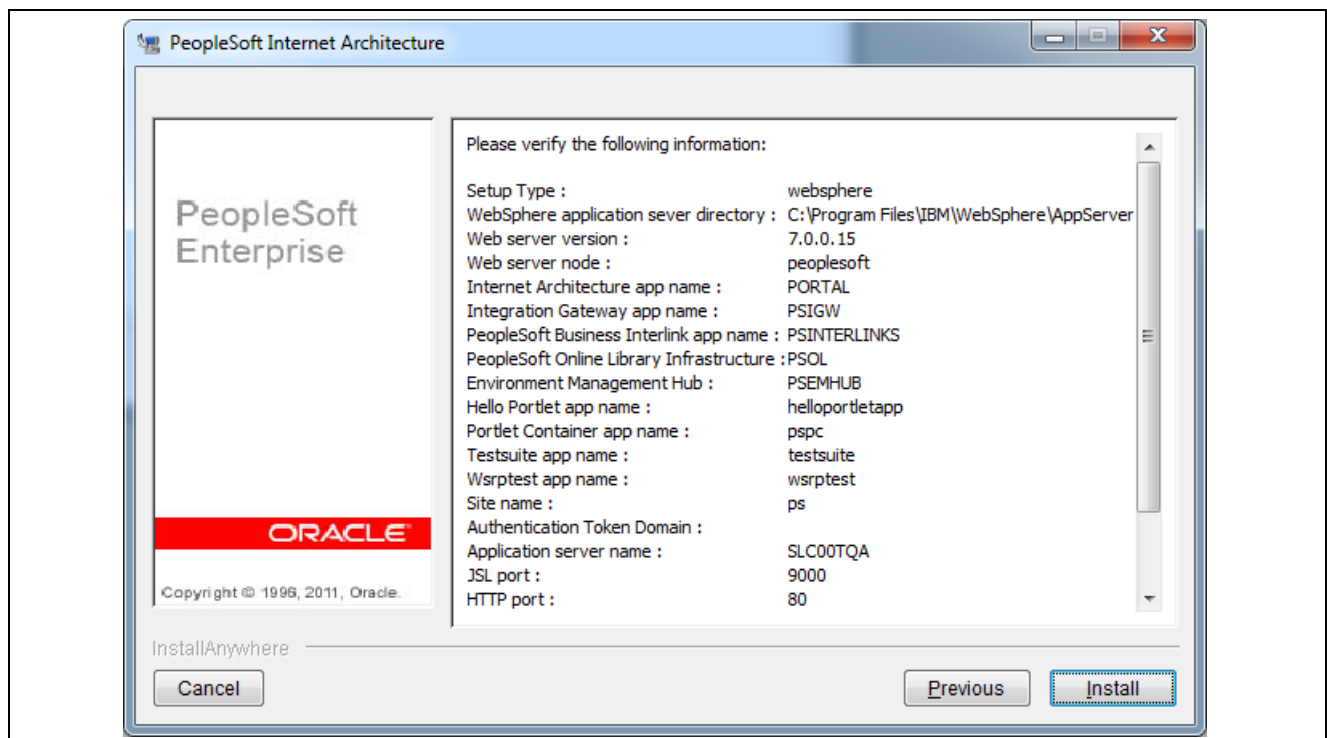 PeopleSoft Internet Architecture
PeopleSoft
Enterprise
ORACLE
Copyright © 1996, 2011, Oracle.
Please verify the following information:
Setup Type : websphere
WebSphere application sever directory : C:\Program Files\IBM\WebSphere\AppServer
Web server version : 7.0.0.15
Web server node : peoplesoft
Internet Architecture app name : PORTAL
Integration Gateway app name : PSIGW
PeopleSoft Business Interlink app name : PSINTERLINKS
PeopleSoft Online Library Infrastructure :PSOL
Environment Management Hub : PSEMHUB
Hello Portlet app name : helloportletapp
Portlet Container app name : pspc
Testsuite app name : testsuite
Wsrptest app name : wsrptest
Site name : ps
Authentication Token Domain :
Application server name : SLC00TQA
JSL port : 9000
HTTP port : 80
InstallAnywhere
Cancel Previous Install